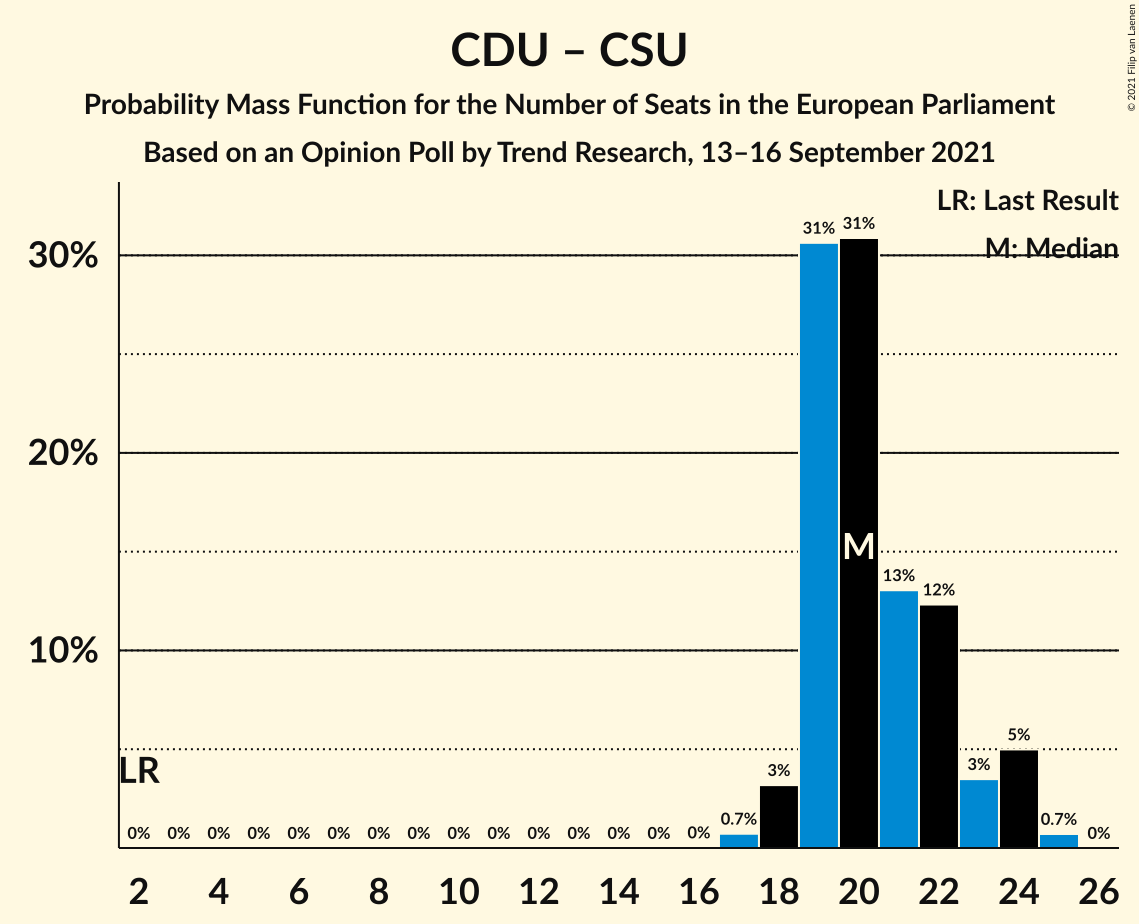 CDU – CSU
Probability Mass Function for the Number of Seats in the European Parliament
Based on an Opinion Poll by Trend Research, 13–16 September 2021
© 2021 Filip van Laenen
LR: Last Result
M: Median
31% 31%
30%
20%
M
13% 12%
10%
5%
LR
3% 3%
0.7% 0.7%
0% 0% 0% 0% 0% 0% 0% 0% 0% 0% 0% 0% 0% 0% 0% 0%
2 4 6 8 10 12 14 16 18 20 22 24 26